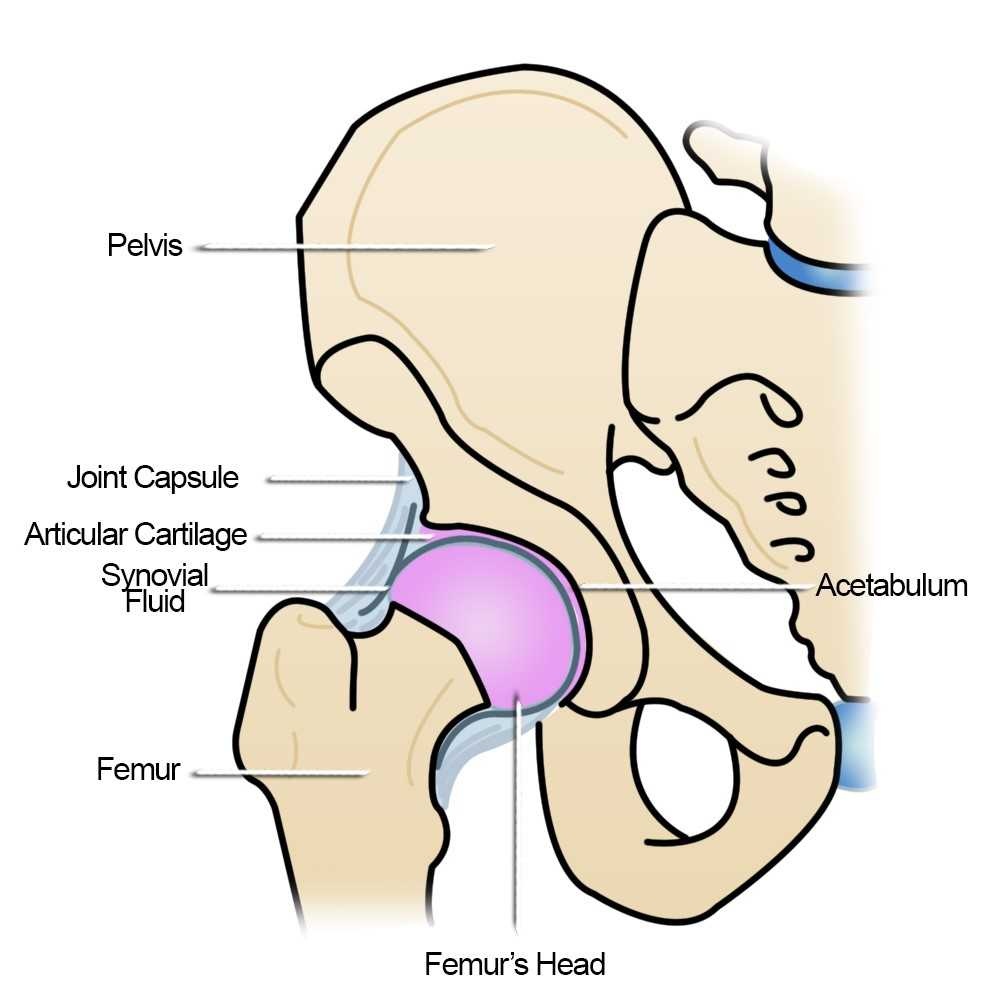 Pelvis
Joint Capsule
Articular Cartilage
Synovial
Fluid
Acetabulum
Femur
Femur's Head